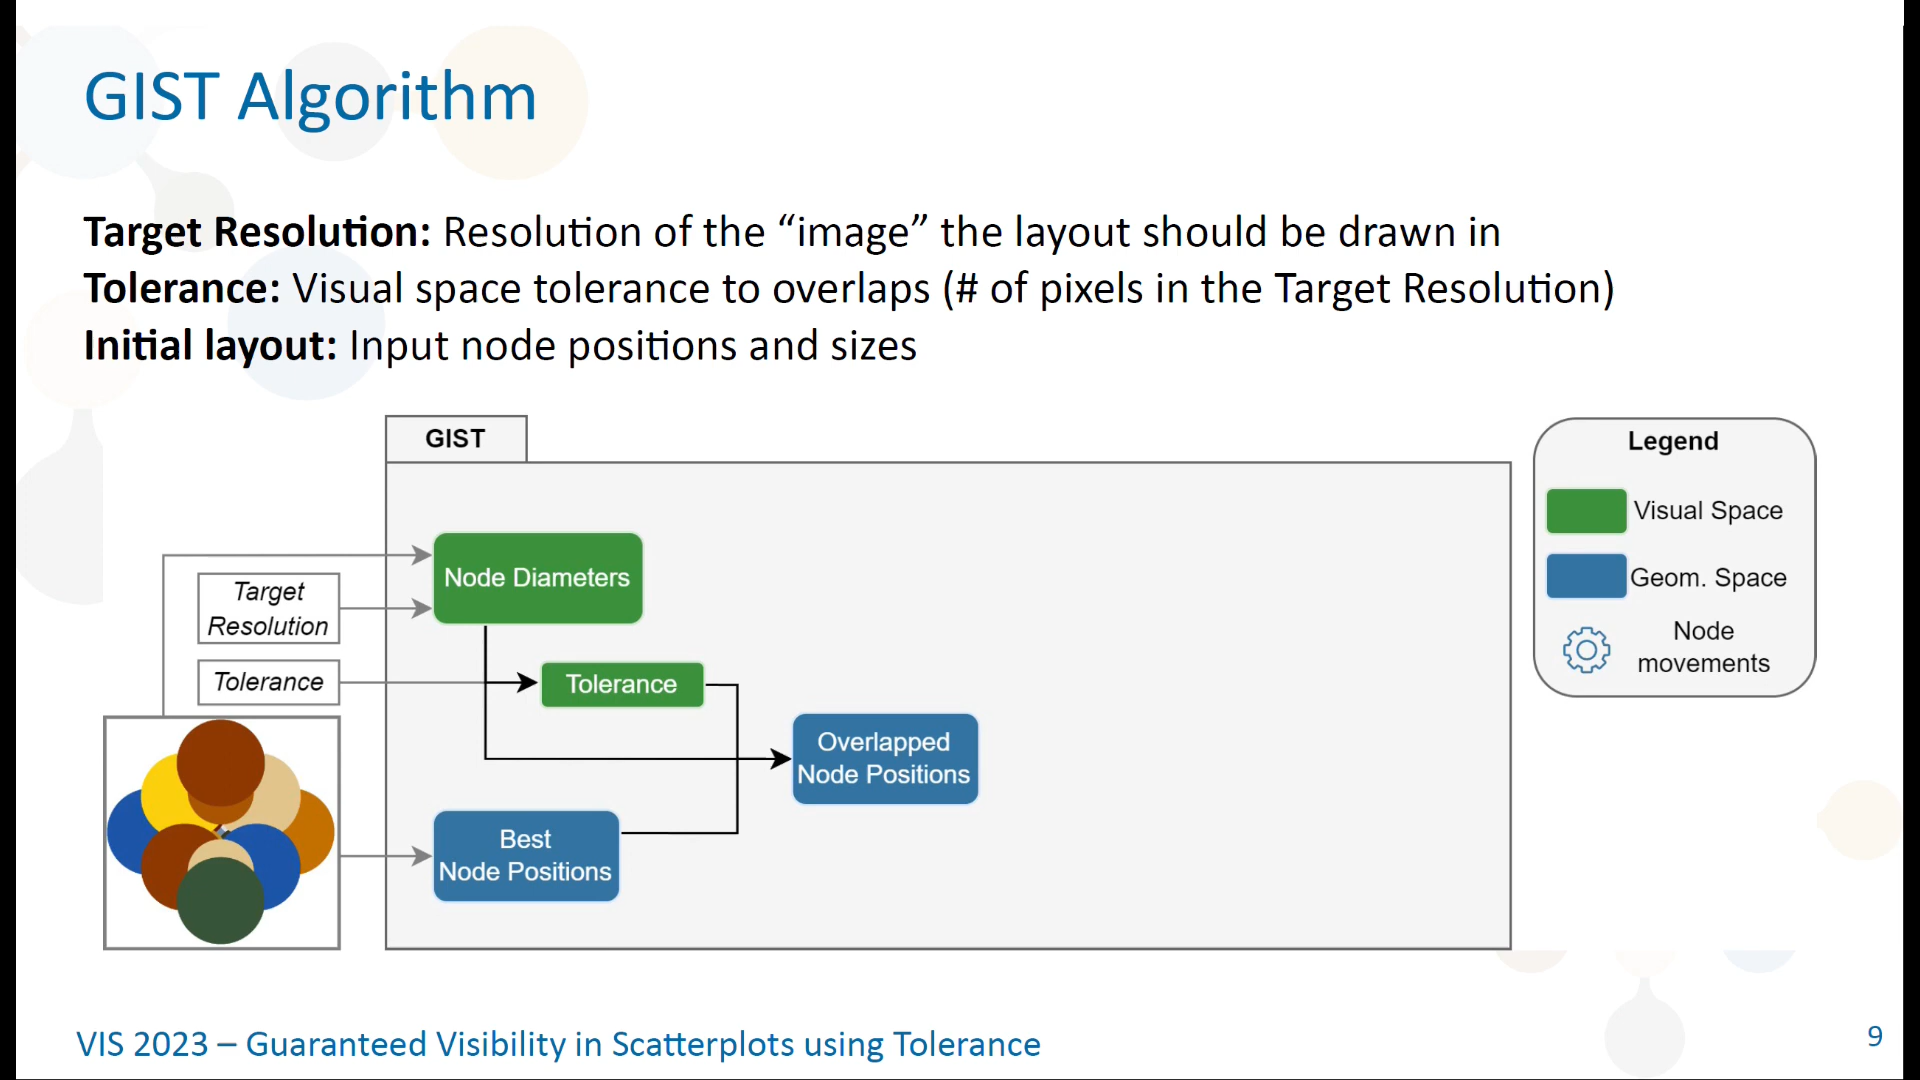 GIST Algorithm
Target Resolution: Resolution of the “image” the layout should be drawn in
Tolerance: Visual space tolerance to overlaps (# of pixels in the Target Resolution)
Initial layout: Input node positions and sizes
GIST
Target
Resolution
Tolerance
Node Diameters
Tolerance
Overlapped
Node Positions
Best
Node Positions
Legend
Visual Space
Geom. Space
Node
movements
VIS 2023 – Guaranteed Visibility in Scatterplots using Tolerance
9